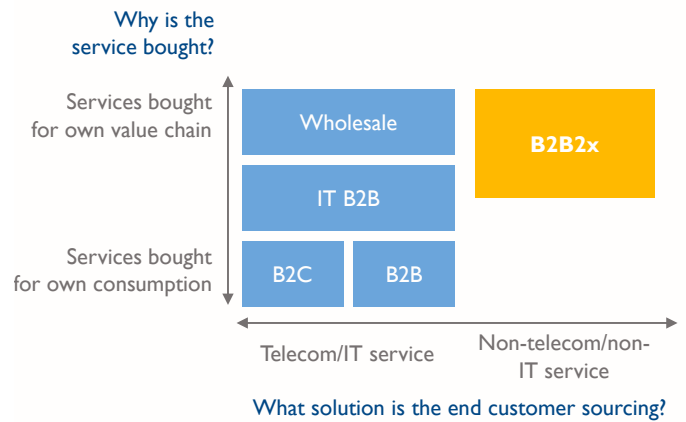 Why is the
service bought?
Services bought
for own value chain
Wholesale
B2B2x
IT B2B
Services bought
for own consumption
B2C
B2B
Telecom/IT service
Non-telecom/non-
IT service
What solution is the end customer sourcing?